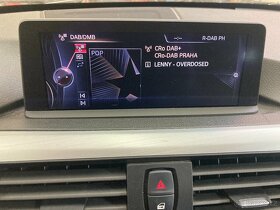 DAB/DMB
--:--
R-DAB PH
POP
CRo DAB+
CRo-DAB PRAHA
LENNY - OVERDOSED